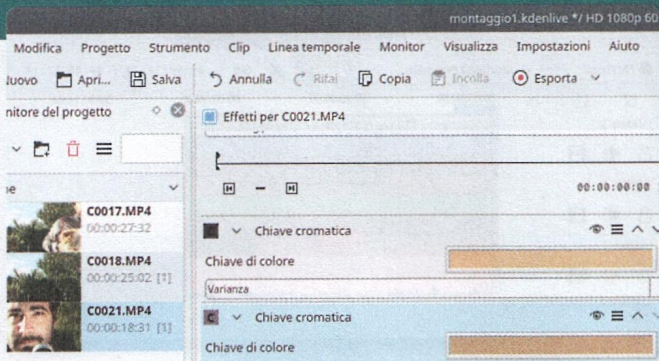 montaggio1.kdenlive */ HD 1080p 60
Modifica Progetto Strumento Clip Linea temporale Monitor Visualizza Impostazioni Aiuto
Nuovo Apri... Salva Annulla Rifai Copia Incolla Esporta
nitore del progetto
Effetti per C0021.MP4
00:00:00:00
ne
C0017.MP4
00:00:27:32
Chiave cromatica
C0018.MP4
00:00:25:02 [1]
Chiave di colore
Varianza
C0021.MP4
00:00:18:31 [1]
C Chiave cromatica
Chiave di colore